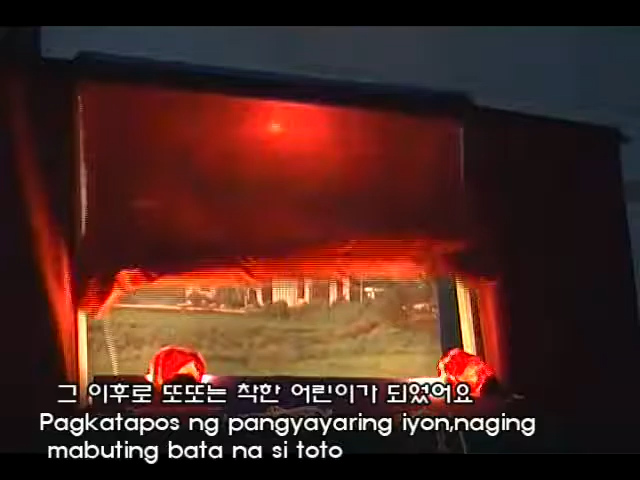 그 이후로 또또는 착한 어린이가 되었어요
Pagkatapos ng pangyayaring iyon,naging
mabuting bata na si toto